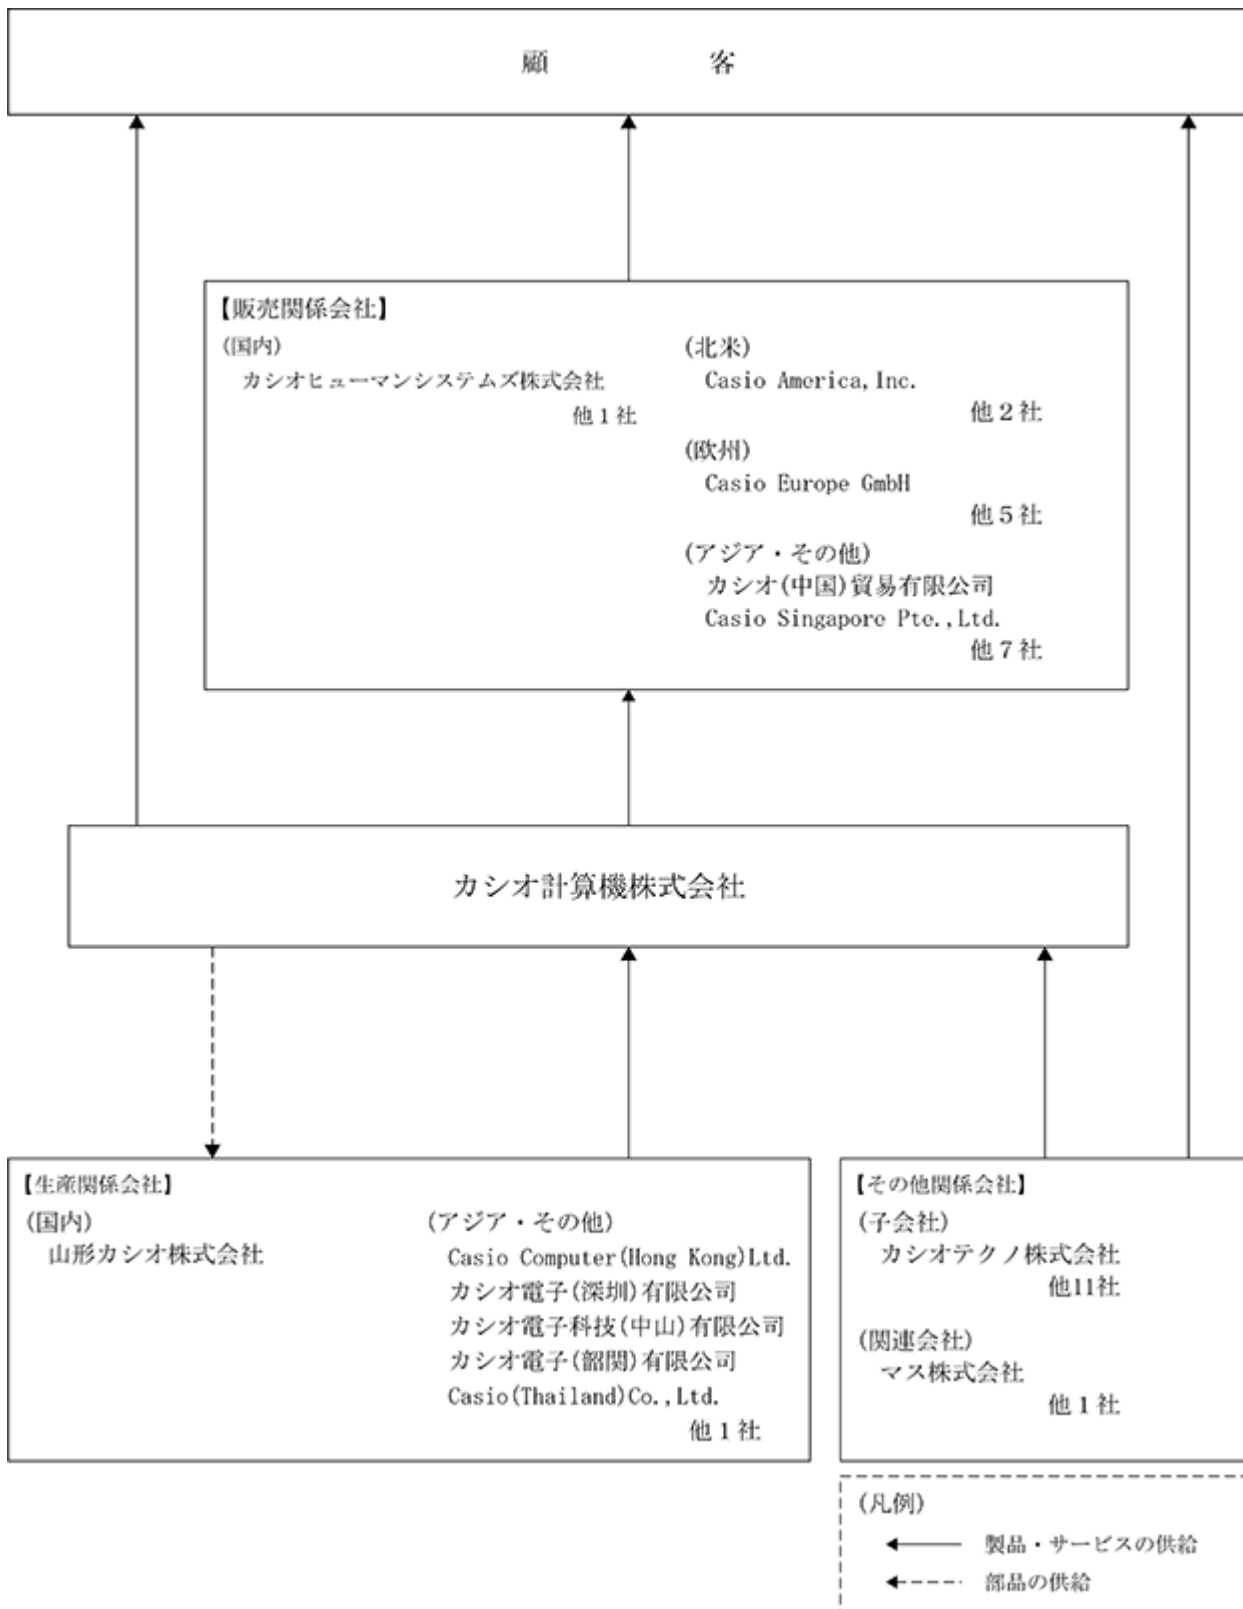 顧客
【販売関係会社】
(国内)
カシオヒューマンシステムズ株式会社
他１社
(北米)
Casio America,Inc.
他２社
(欧州)
Casio Europe GmbH
他５社
(アジア・その他)
カシオ(中国)貿易有限公司
Casio Singapore Pte.,Ltd.
他７社
カシオ計算機株式会社
【生産関係会社】
(国内)
山形カシオ株式会社
(アジア・その他)
Casio Computer(Hong Kong)Ltd.
カシオ電子(深圳)有限公司
カシオ電子科技(中山)有限公司
カシオ電子(韶関)有限公司
Casio(Thailand)Co.,Ltd.
他１社
【その他関係会社】
(子会社)
カシオテクノ株式会社
他11社
(関連会社)
マス株式会社
他１社
(凡例)
製品・サービスの供給
部品の供給